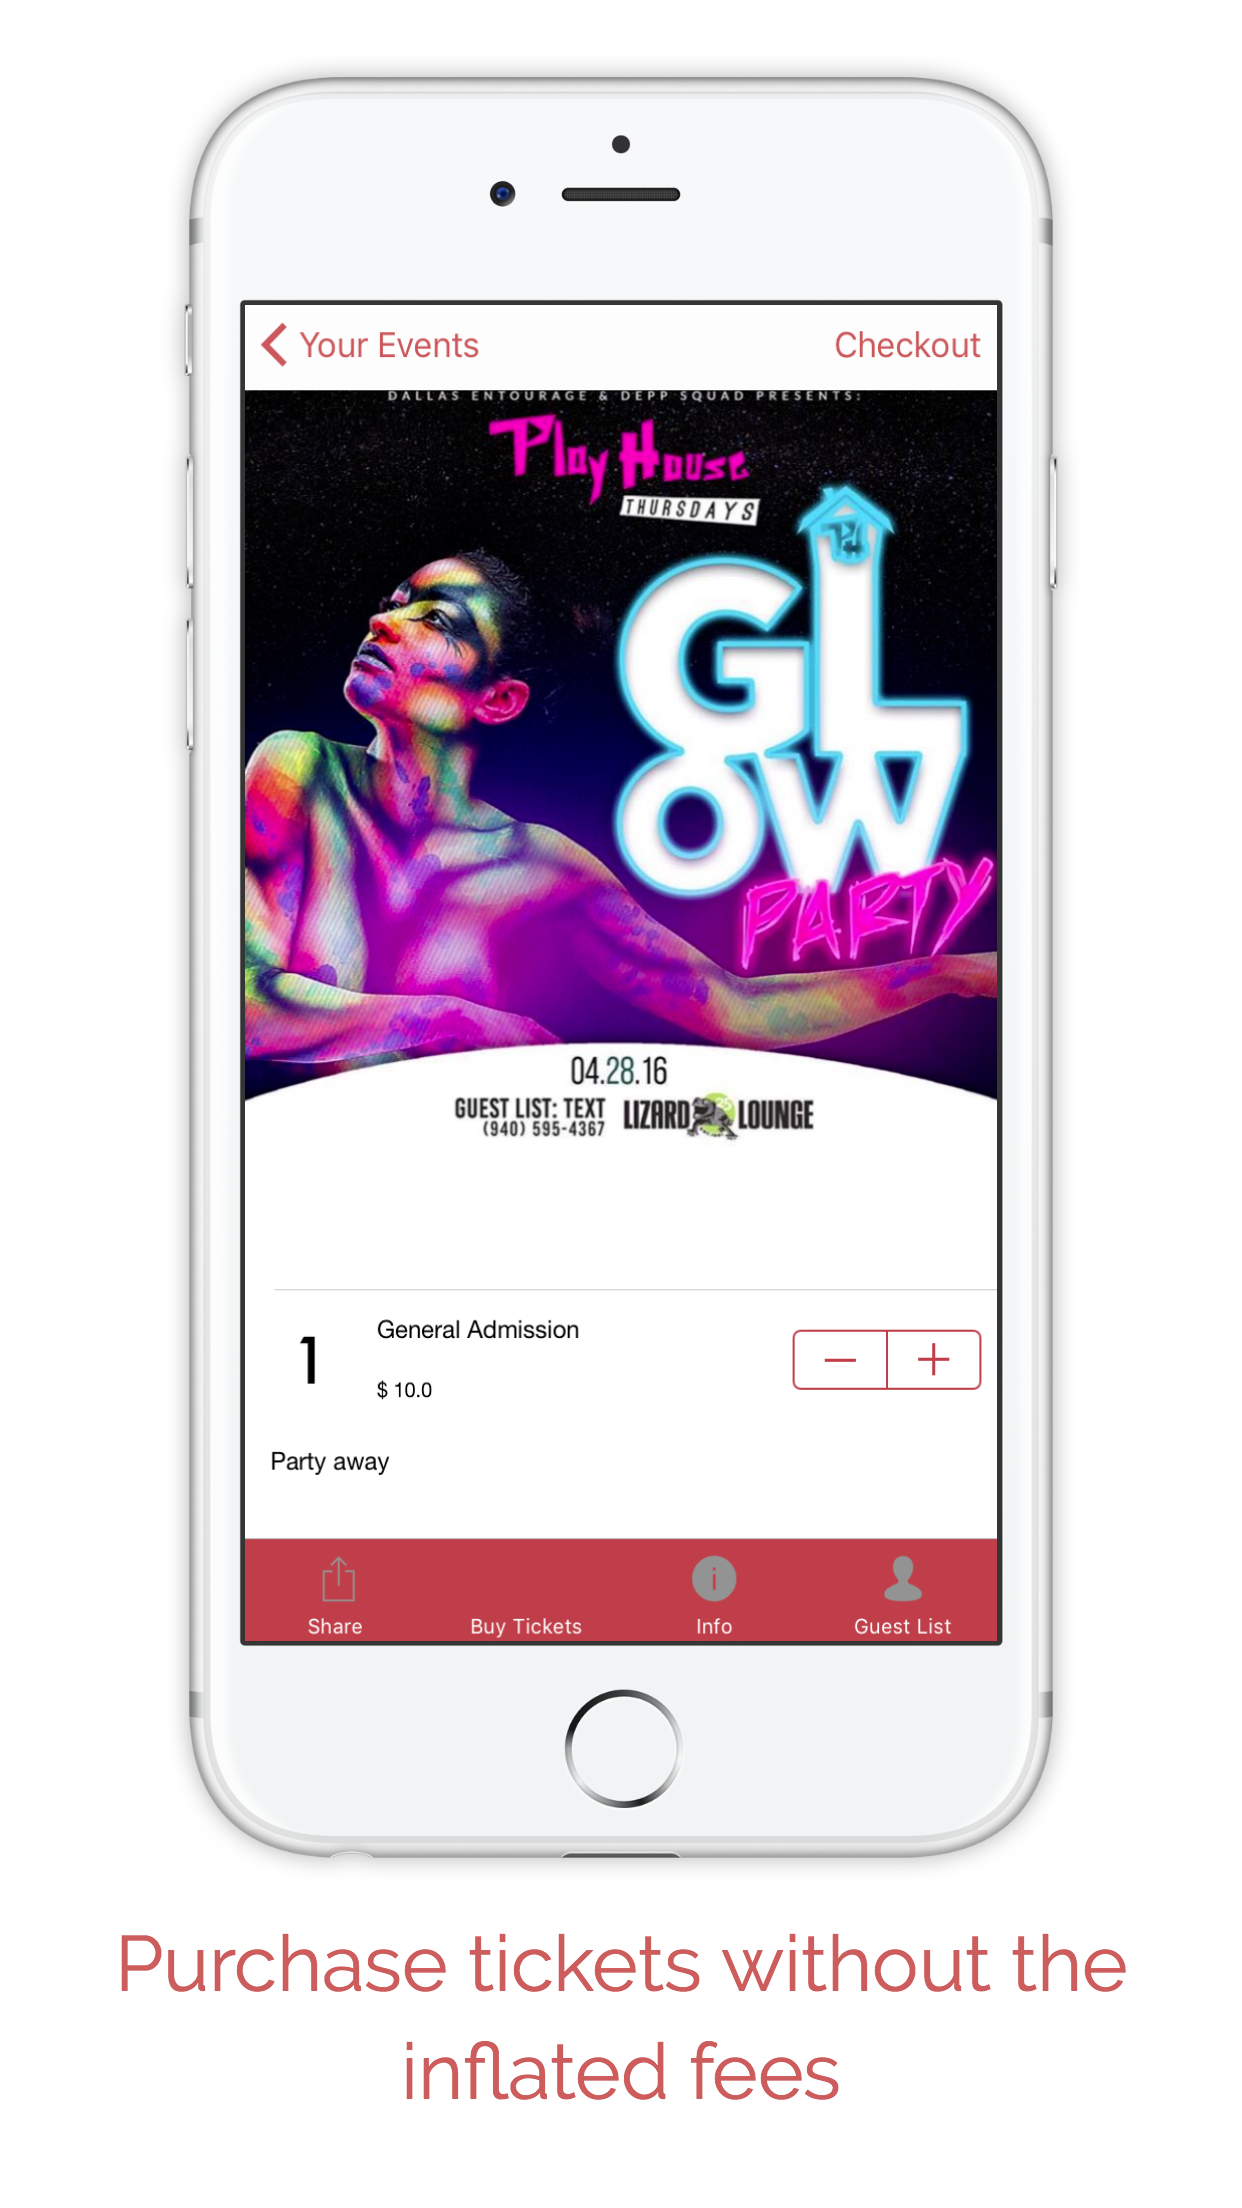 Your Events
Checkout
DALLAS ENTOURAGE & DEPP SQUAD PRESENTS:
Play House
THURSDAYS
PH
GLOW
PARTY
04.28.16
GUEST LIST: TEXT
(940) 595-4367
LIZARD LOUNGE
1
General Admission
$ 10.0
− +
Party away
Share
Buy Tickets
Info
Guest List
Purchase tickets without the
inflated fees